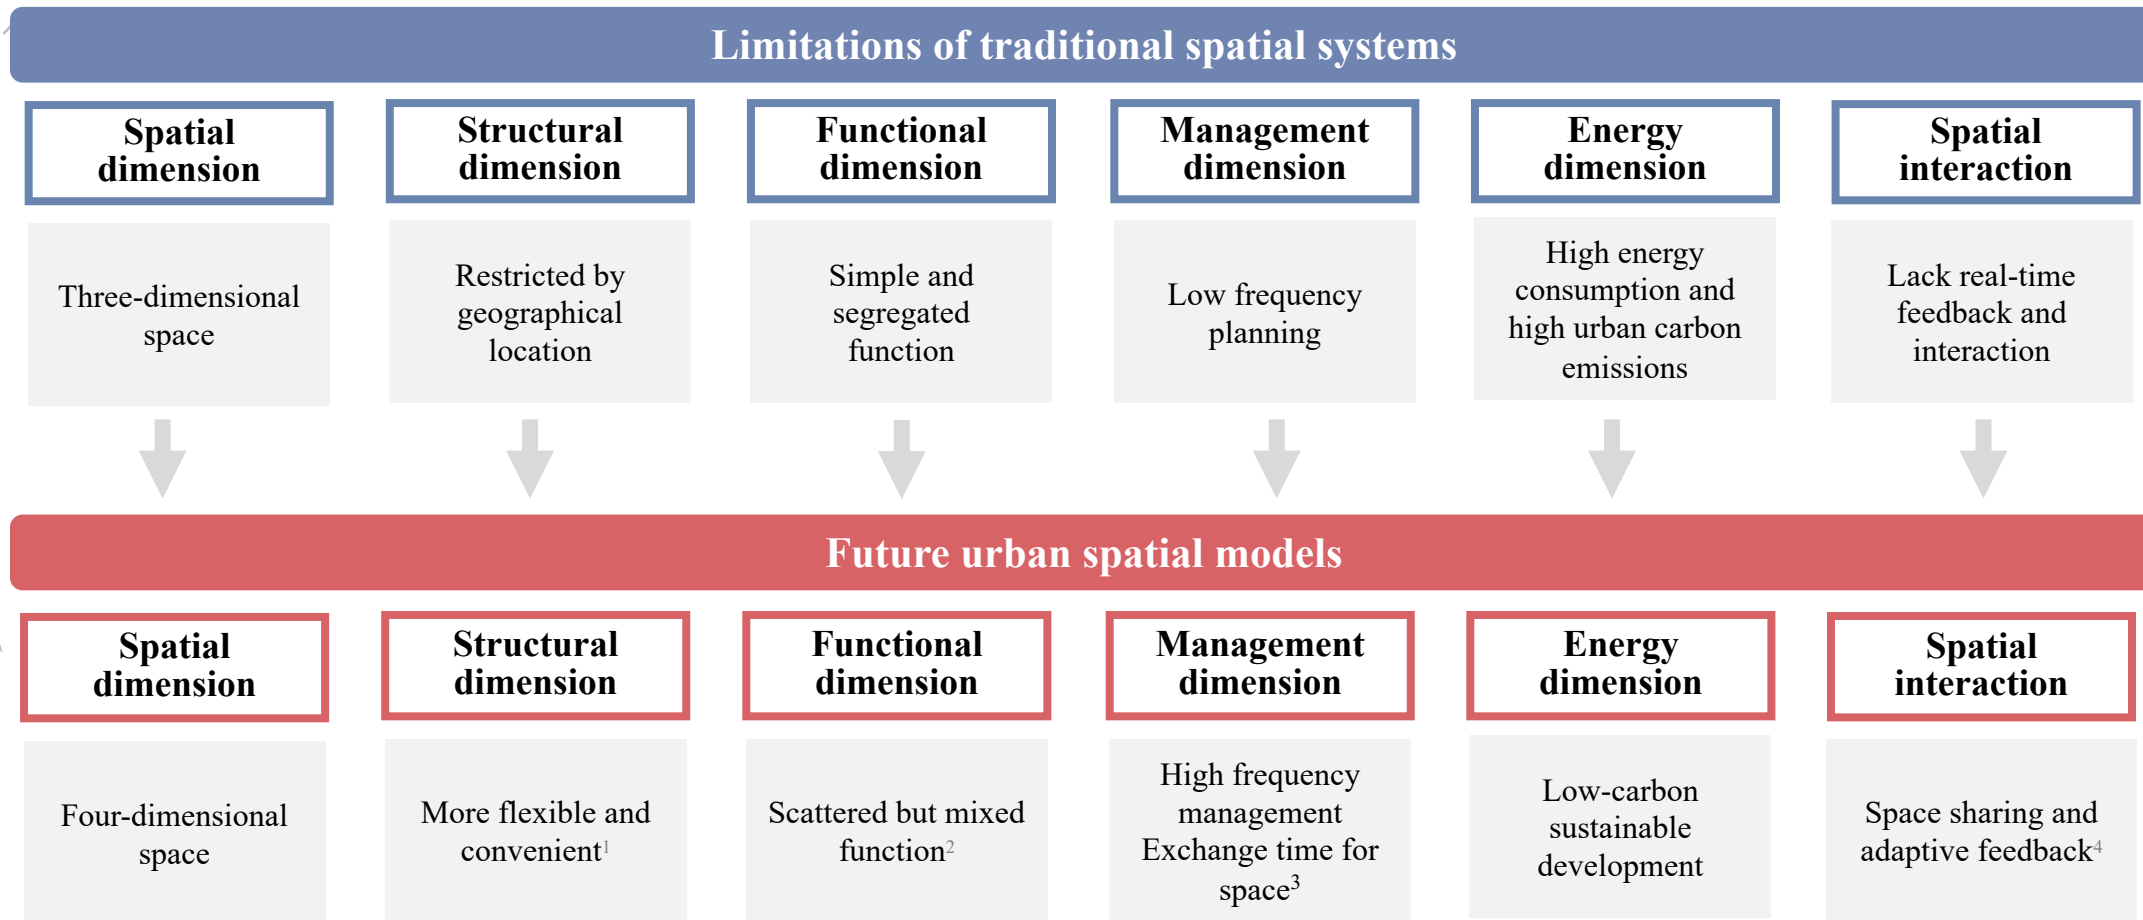 Limitations of traditional spatial systems
Spatial
dimension
Structural
dimension
Functional
dimension
Management
dimension
Energy
dimension
Spatial
interaction
Three-dimensional
space
Restricted by
geographical
location
Simple and
segregated
function
Low frequency
planning
High energy
consumption and
high urban carbon
emissions
Lack real-time
feedback and
interaction
Future urban spatial models
Spatial
dimension
Structural
dimension
Functional
dimension
Management
dimension
Energy
dimension
Spatial
interaction
Four-dimensional
space
More flexible and
convenient¹
Scattered but mixed
function²
High frequency
management
Exchange time for
space³
Low-carbon
sustainable
development
Space sharing and
adaptive feedback⁴